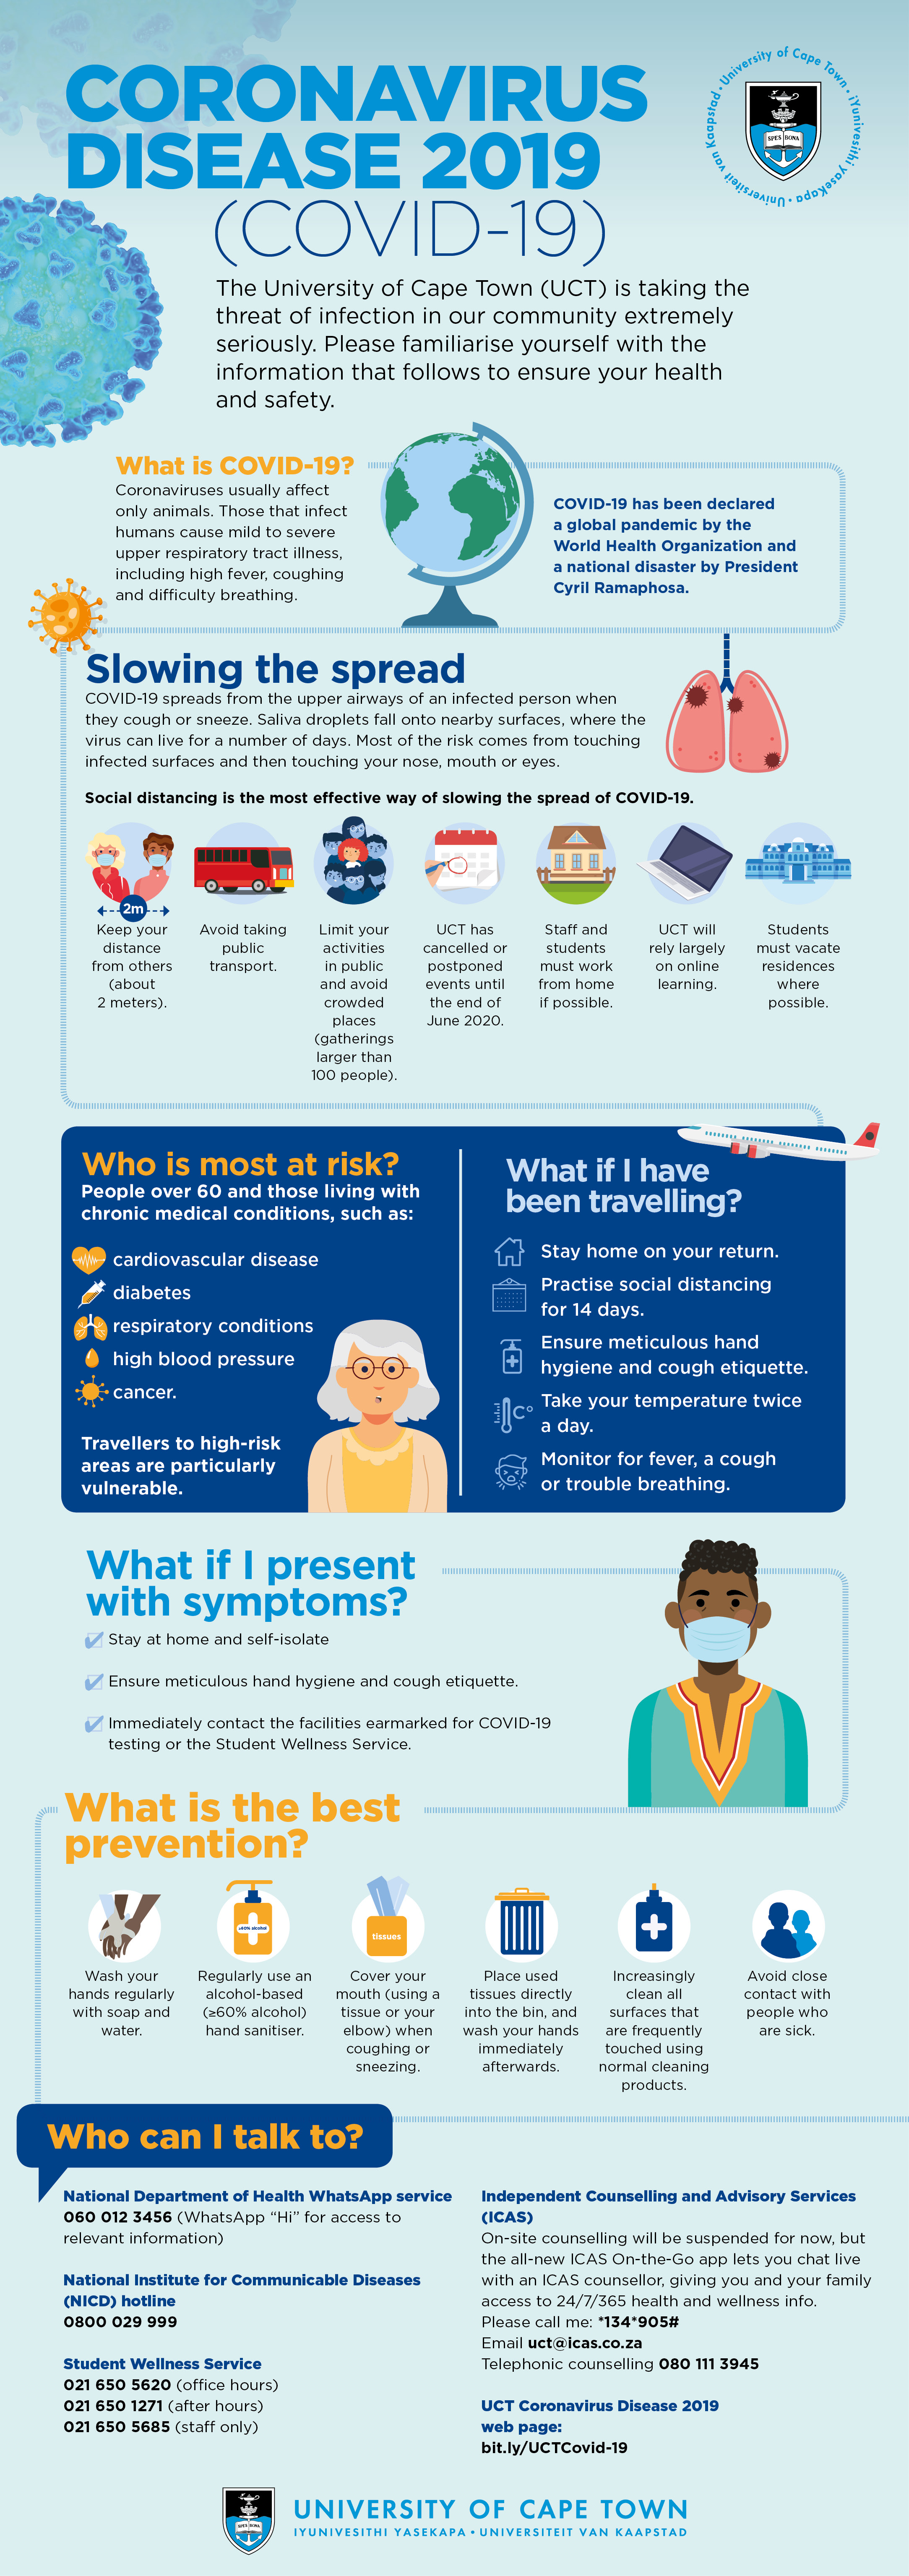 CORONAVIRUS
DISEASE 2019
(COVID-19)
University of Cape Town • iYunivesithi yaseKapa • Universiteit van Kaapstad •
SPES BONA
The University of Cape Town (UCT) is taking the
threat of infection in our community extremely
seriously. Please familiarise yourself with the
information that follows to ensure your health
and safety.
What is COVID-19?
Coronaviruses usually affect
only animals. Those that infect
humans cause mild to severe
upper respiratory tract illness,
including high fever, coughing
and difficulty breathing.
COVID-19 has been declared
a global pandemic by the
World Health Organization and
a national disaster by President
Cyril Ramaphosa.
Slowing the spread
COVID-19 spreads from the upper airways of an infected person when
they cough or sneeze. Saliva droplets fall onto nearby surfaces, where the
virus can live for a number of days. Most of the risk comes from touching
infected surfaces and then touching your nose, mouth or eyes.
Social distancing is the most effective way of slowing the spread of COVID-19.
2m
Keep your
distance
from others
(about
2 meters).
Avoid taking
public
transport.
Limit your
activities
in public
and avoid
crowded
places
(gatherings
larger than
100 people).
UCT has
cancelled or
postponed
events until
the end of
June 2020.
Staff and
students
must work
from home
if possible.
UCT will
rely largely
on online
learning.
Students
must vacate
residences
where
possible.
Who is most at risk?
People over 60 and those living with
chronic medical conditions, such as:
cardiovascular disease
diabetes
respiratory conditions
high blood pressure
cancer.
Travellers to high-risk
areas are particularly
vulnerable.
What if I have
been travelling?
Stay home on your return.
Practise social distancing
for 14 days.
Ensure meticulous hand
hygiene and cough etiquette.
C°
Take your temperature twice
a day.
Monitor for fever, a cough
or trouble breathing.
What if I present
with symptoms?
Stay at home and self-isolate
Ensure meticulous hand hygiene and cough etiquette.
Immediately contact the facilities earmarked for COVID-19
testing or the Student Wellness Service.
What is the best
prevention?
Wash your
hands regularly
with soap and
water.
alcohol
Regularly use an
alcohol-based
(≥60% alcohol)
hand sanitiser.
tissues
Cover your
mouth (using a
tissue or your
elbow) when
coughing or
sneezing.
Place used
tissues directly
into the bin, and
wash your hands
immediately
afterwards.
Increasingly
clean all
surfaces that
are frequently
touched using
normal cleaning
products.
Avoid close
contact with
people who
are sick.
Who can I talk to?
National Department of Health WhatsApp service
060 012 3456 (WhatsApp “Hi” for access to
relevant information)
National Institute for Communicable Diseases
(NICD) hotline
0800 029 999
Student Wellness Service
021 650 5620 (office hours)
021 650 1271 (after hours)
021 650 5685 (staff only)
Independent Counselling and Advisory Services
(ICAS)
On-site counselling will be suspended for now, but
the all-new ICAS On-the-Go app lets you chat live
with an ICAS counsellor, giving you and your family
access to 24/7/365 health and wellness info.
Please call me: *134*905#
Email uct@icas.co.za
Telephonic counselling 080 111 3945
UCT Coronavirus Disease 2019
web page:
bit.ly/UCTCovid-19
SPES BONA
UNIVERSITY OF CAPE TOWN
IYUNIVESITHI YASEKAPA • UNIVERSITEIT VAN KAAPSTAD